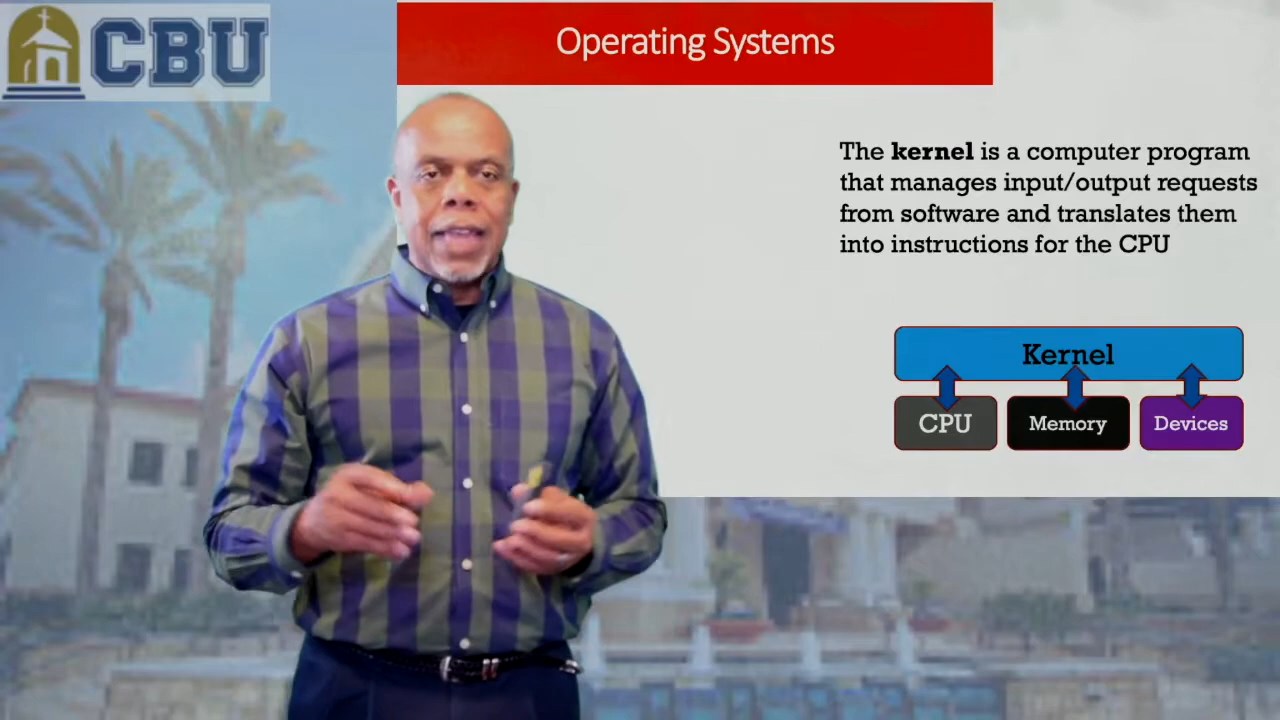 CBU
Operating Systems
The kernel is a computer program
that manages input/output requests
from software and translates them
into instructions for the CPU
Kernel
CPU Memory Devices